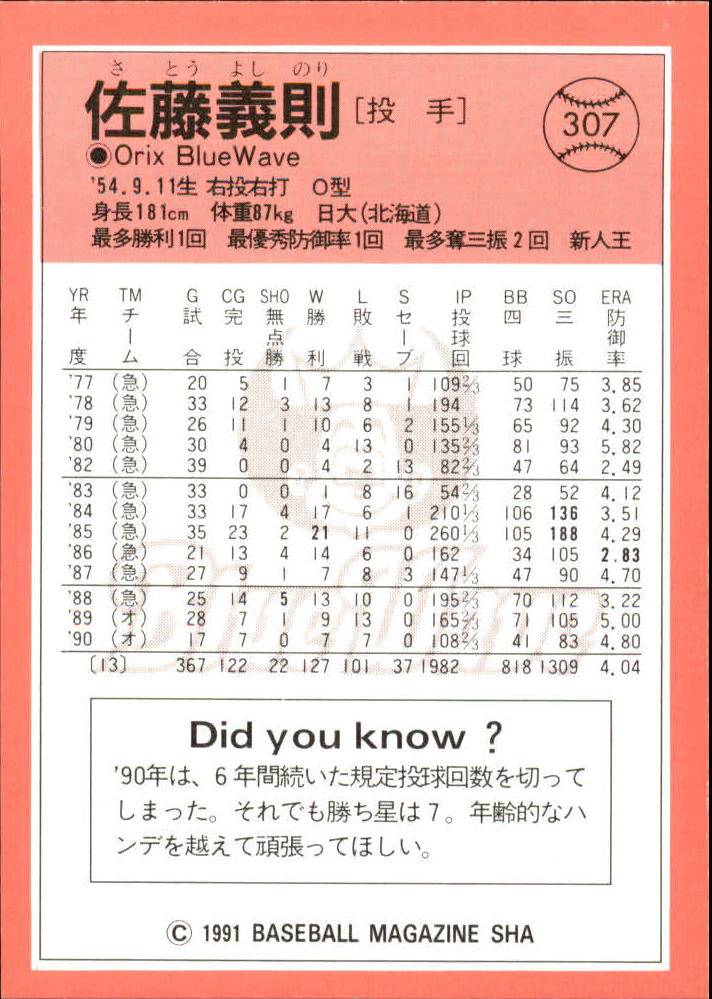 さ とう よし のり
佐藤義則 [投 手] 307
●Orix BlueWave
'54.9.11生 右投右打 O型
身長181cm 体重87kg 日大(北海道)
最多勝利1回 最優秀防御率1回 最多奪三振2回 新人王
YR TM G CG SHO W L S IP BB SO ERA
年度 チーム 試合 完投 無点勝 勝利 敗戦 セーブ 投球回 四球 三振 防御率
'77 (急) 20 5 1 7 3 1 109⅔ 50 75 3.85
'78 (急) 33 12 3 13 8 1 194 73 114 3.62
'79 (急) 26 11 1 10 6 2 155⅓ 65 92 4.30
'80 (急) 30 4 0 4 13 0 135⅔ 81 93 5.82
'82 (急) 39 0 0 4 2 13 82⅔ 47 64 2.49
'83 (急) 33 0 0 1 8 16 54⅔ 28 52 4.12
'84 (急) 33 17 4 17 6 1 210⅓ 106 136 3.51
'85 (急) 35 23 2 21 11 0 260⅓ 105 188 4.29
'86 (急) 21 13 4 14 6 0 162 34 105 2.83
'87 (急) 27 9 1 7 8 3 147⅓ 47 90 4.70
'88 (急) 25 14 5 13 10 0 195⅔ 70 112 3.22
'89 (オ) 28 7 1 9 13 0 165⅔ 71 105 5.00
'90 (オ) 17 7 0 7 7 0 108⅔ 41 83 4.80
(13) 367 122 22 127 101 37 1982 818 1309 4.04
Did you know ?
'90年は、6年間続いた規定投球回数を切って
しまった。それでも勝ち星は7。年齢的なハ
ンデを越えて頑張ってほしい。
© 1991 BASEBALL MAGAZINE SHA